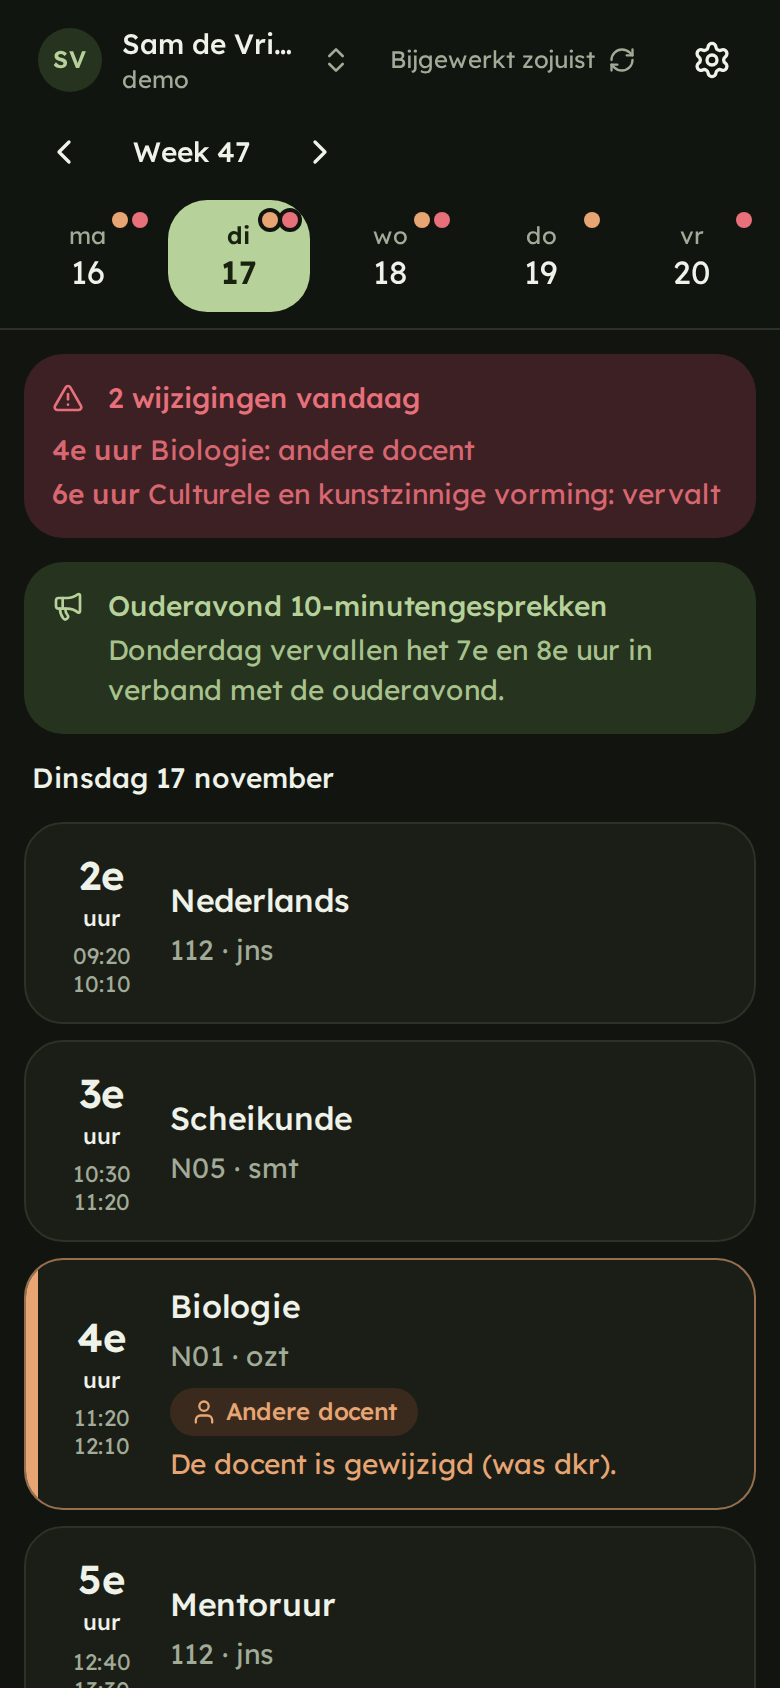 SV
Sam de Vri...
demo
Bijgewerkt zojuist
Week 47
ma
16
di
17
wo
18
do
19
vr
20
2 wijzigingen vandaag
4e uur Biologie: andere docent
6e uur Culturele en kunstzinnige vorming: vervalt
Ouderavond 10-minutengesprekken
Donderdag vervallen het 7e en 8e uur in
verband met de ouderavond.
Dinsdag 17 november
2e
uur
09:20
10:10
Nederlands
112 · jns
3e
uur
10:30
11:20
Scheikunde
N05 · smt
4e
uur
11:20
12:10
Biologie
N01 · ozt
Andere docent
De docent is gewijzigd (was dkr).
5e
uur
12:40
Mentoruur
112 · jns